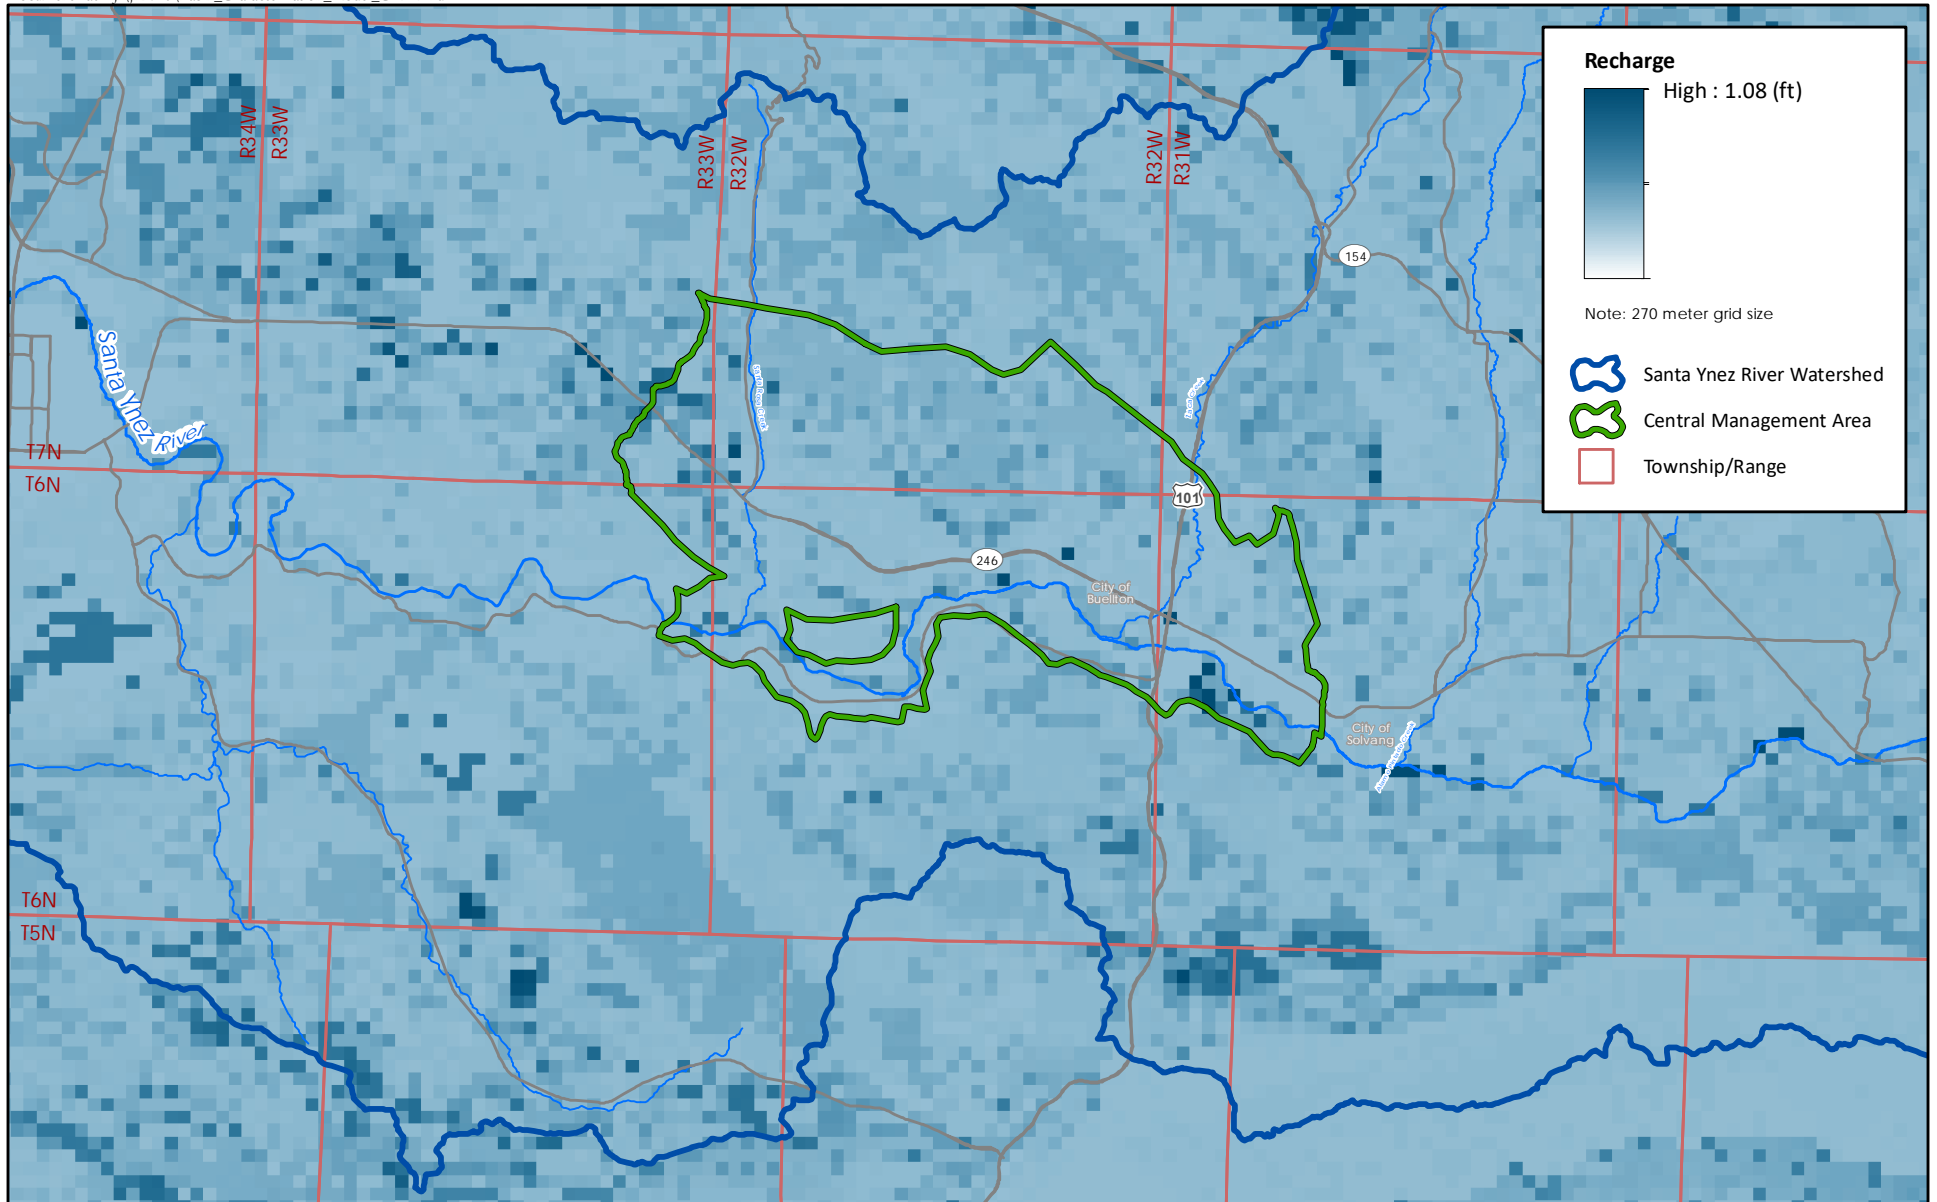 Recharge
High : 1.08 (ft)
Note: 270 meter grid size
Santa Ynez River Watershed
Central Management Area
Township/Range
R34W
R33W
R33W
R32W
R332W
R31W
154
Santa Ynez River
T7N
T6N
101
246
City of
Buellton
City of
Solvang
T6N
T5N